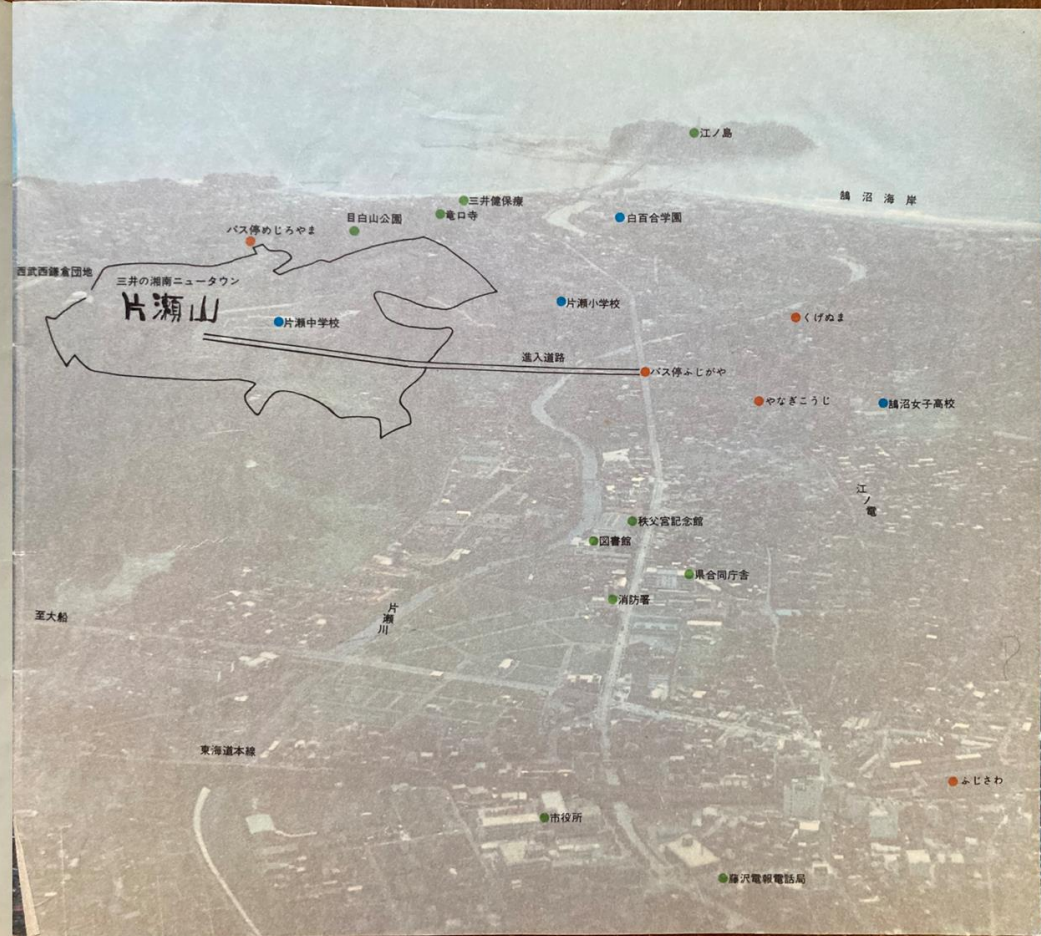 江ノ島
鵠沼海岸
三井健保療
竜口寺
白百合学園
目白山公園
バス停めじろやま
西武西鎌倉団地
三井の湘南ニュータウン
片瀬山
片瀬中学校
片瀬小学校
くげぬま
進入道路
バス停ふじがや
やなぎこうじ
鵠沼女子高校
江ノ電
秩父宮記念館
図書館
県合同庁舎
消防署
片瀬川
至大船
東海道本線
ふじさわ
市役所
藤沢電報電話局